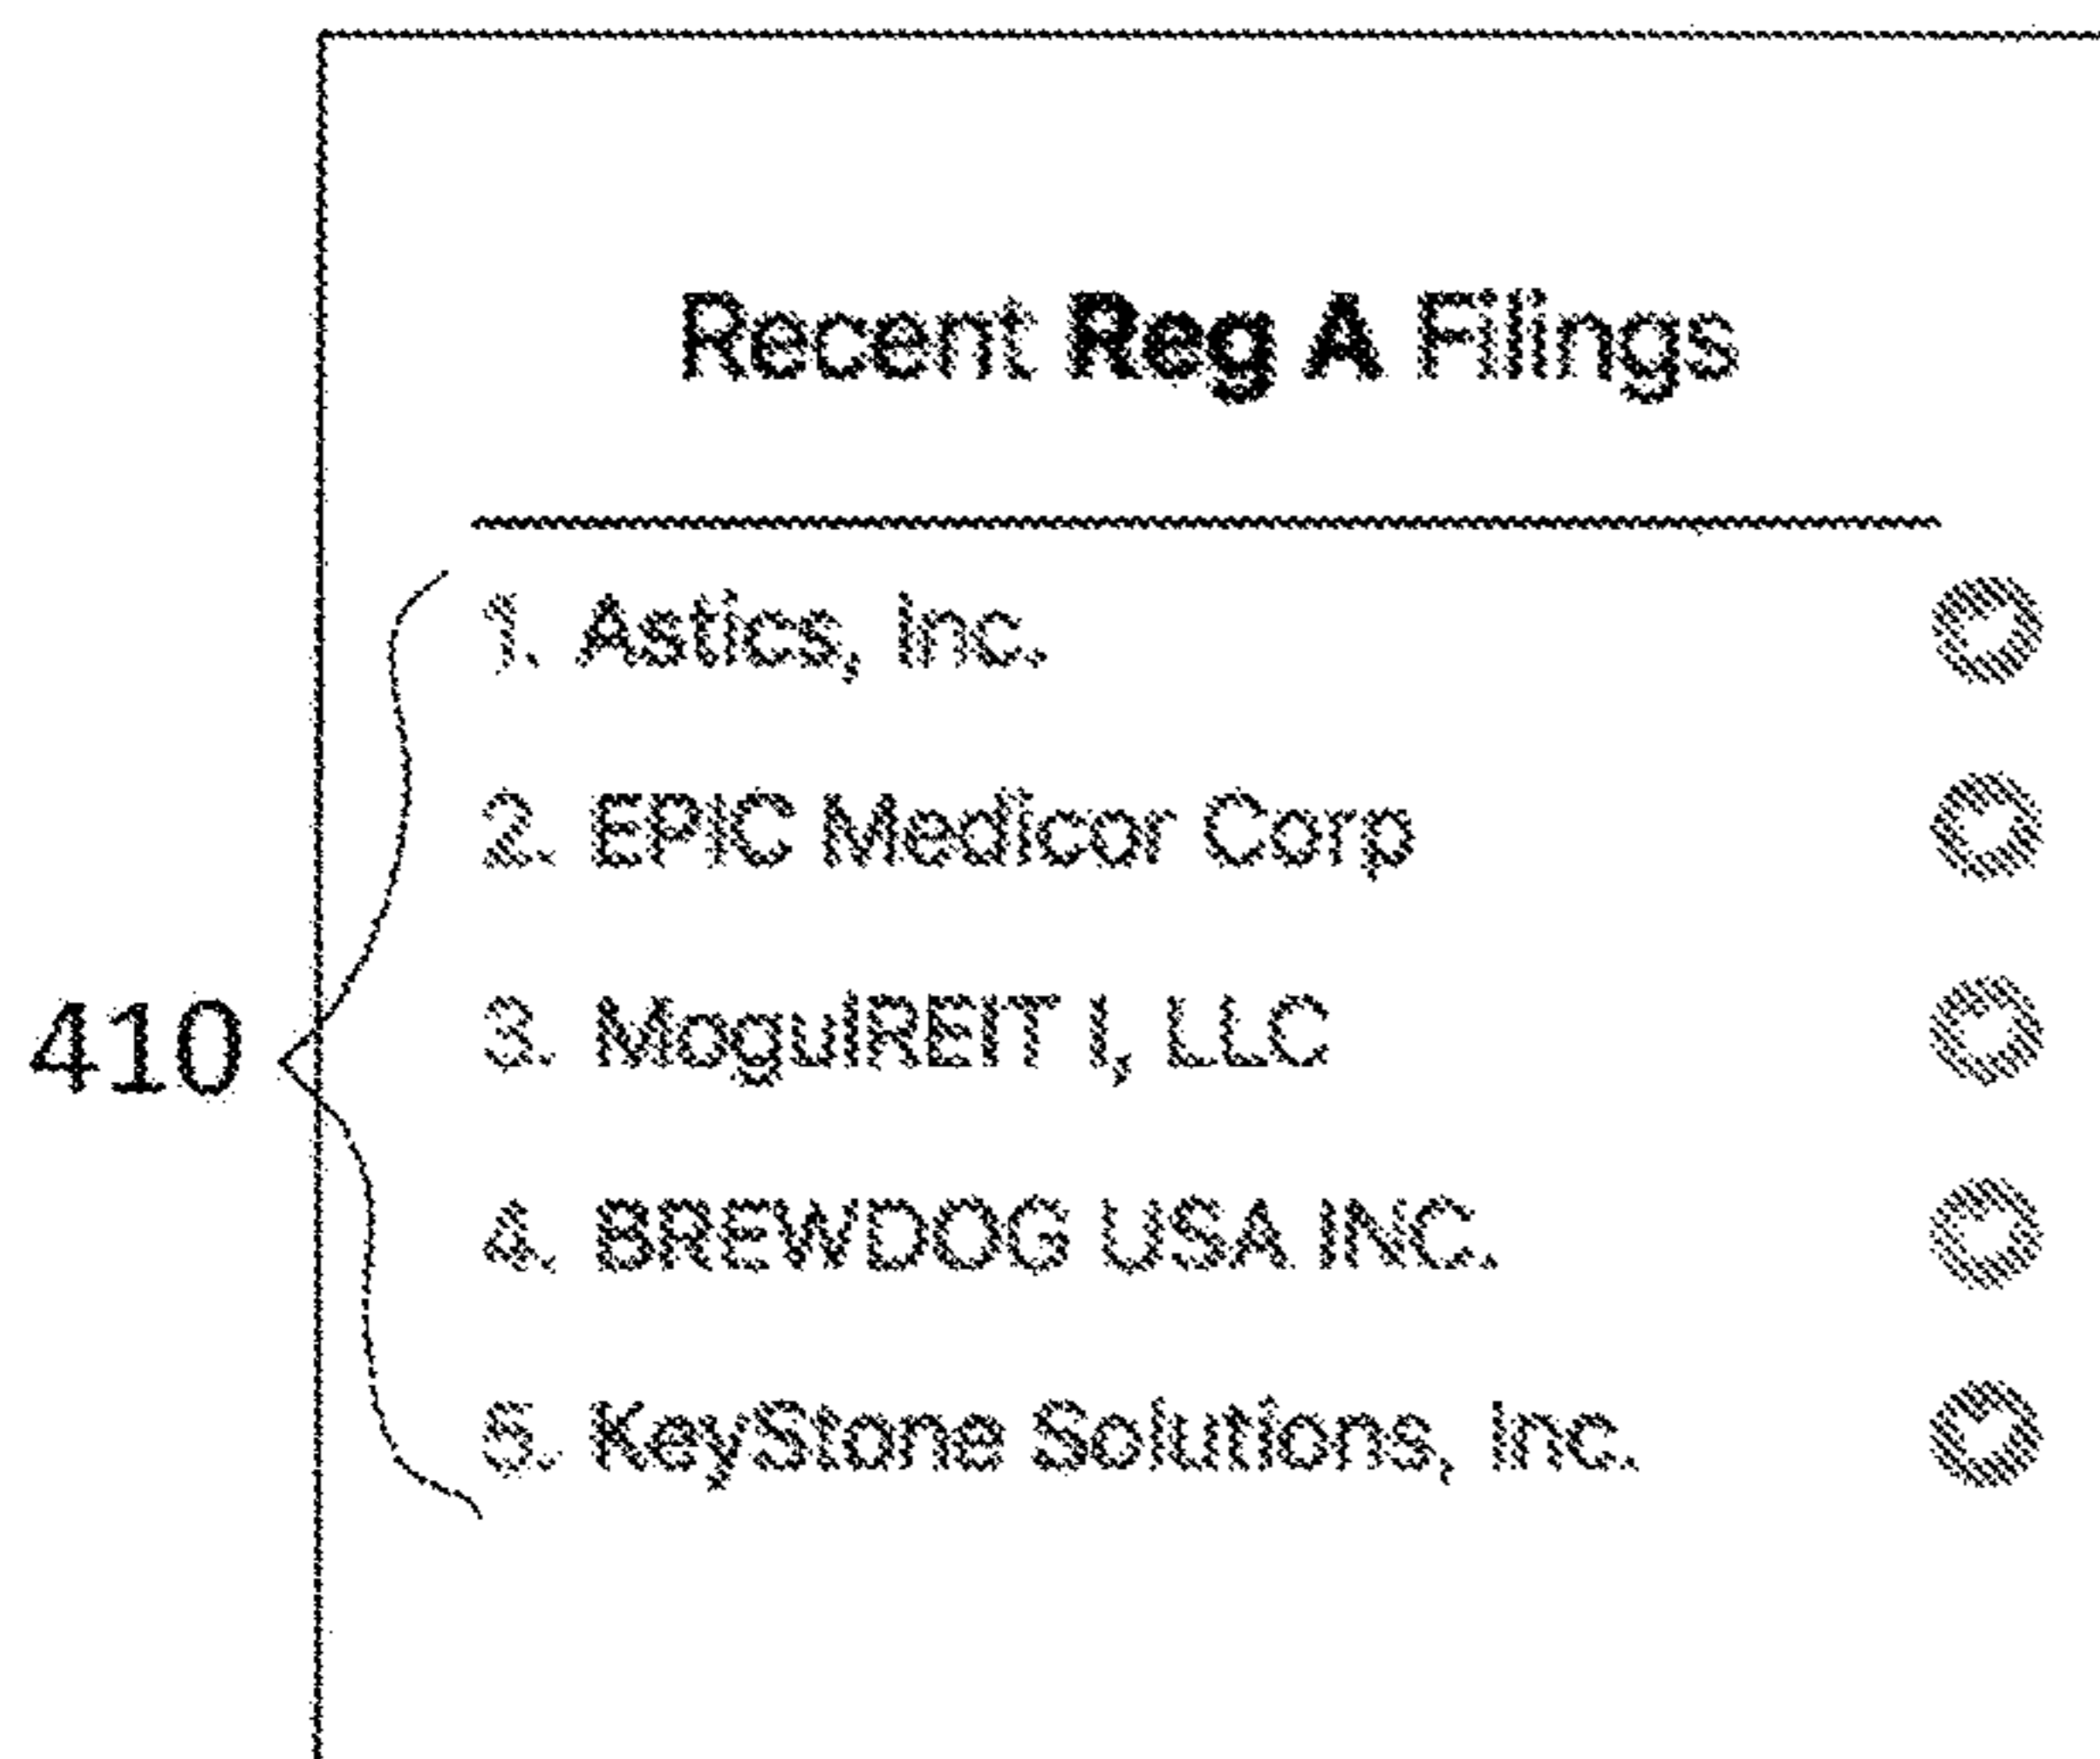 Recent Reg A Filings
1. Astics, Inc.
2. EPIC Medicor Corp
3. MogulREIT I, LLC
410
4. BREWDOG USA INC.
5. KeyStone Solutions, Inc.